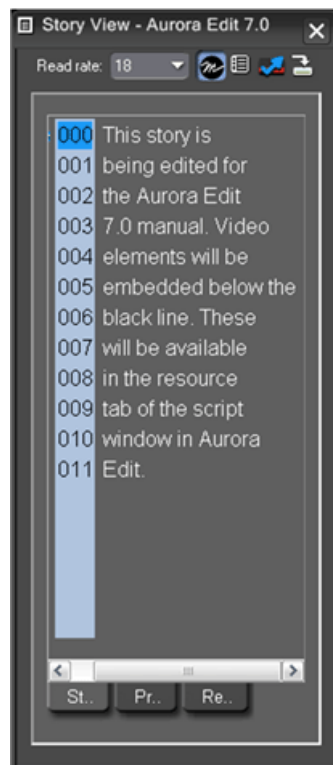 Story View - Aurora Edit 7.0
Read rate: 18
000 This story is
001 being edited for
002 the Aurora Edit
003 7.0 manual. Video
004 elements will be
005 embedded below the
006 black line. These
007 will be available
008 in the resource
009 tab of the script
010 window in Aurora
011 Edit.
St.. Pr.. Re..